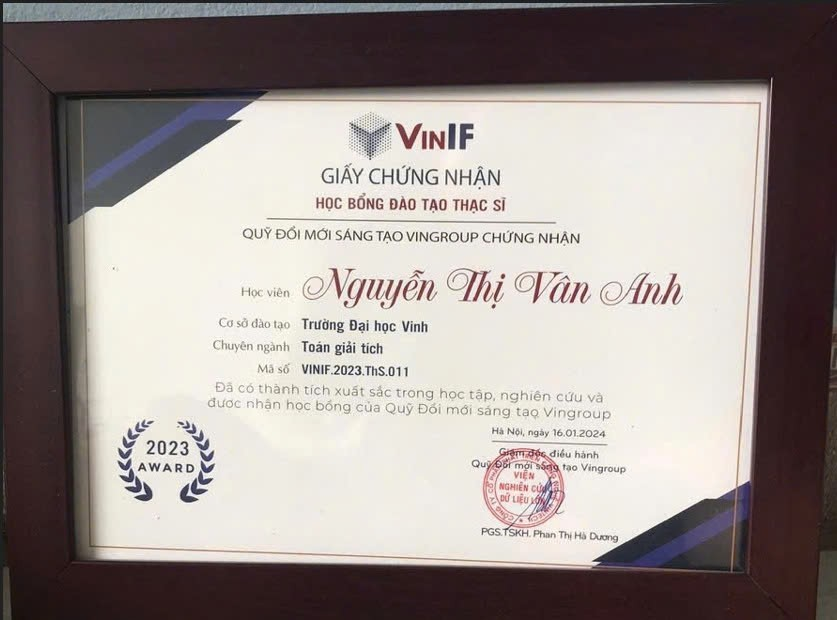 VINIF
GIẤY CHỨNG NHẬN
HỌC BỔNG ĐÀO TẠO THẠC SĨ
QUỸ ĐỔI MỚI SÁNG TẠO VINGROUP CHỨNG NHẬN
Học viên Nguyễn Thị Vân Anh
Cơ sở đào tạo Trường Đại học Vinh
Chuyên ngành Toán giải tích
Mã số VINIF.2023.ThS.011
Đã có thành tích xuất sắc trong học tập, nghiên cứu và
được nhận học bổng của Quỹ Đổi mới sáng tạo Vingroup
2023
AWARD
Hà Nội, ngày 16.01.2024
Giám đốc điều hành
Quỹ Đổi mới sáng tạo Vingroup
VIỆN
NGHIÊN CỨU
DỮ LIỆU LỚN
PGS.TSKH. Phan Thị Hà Dương